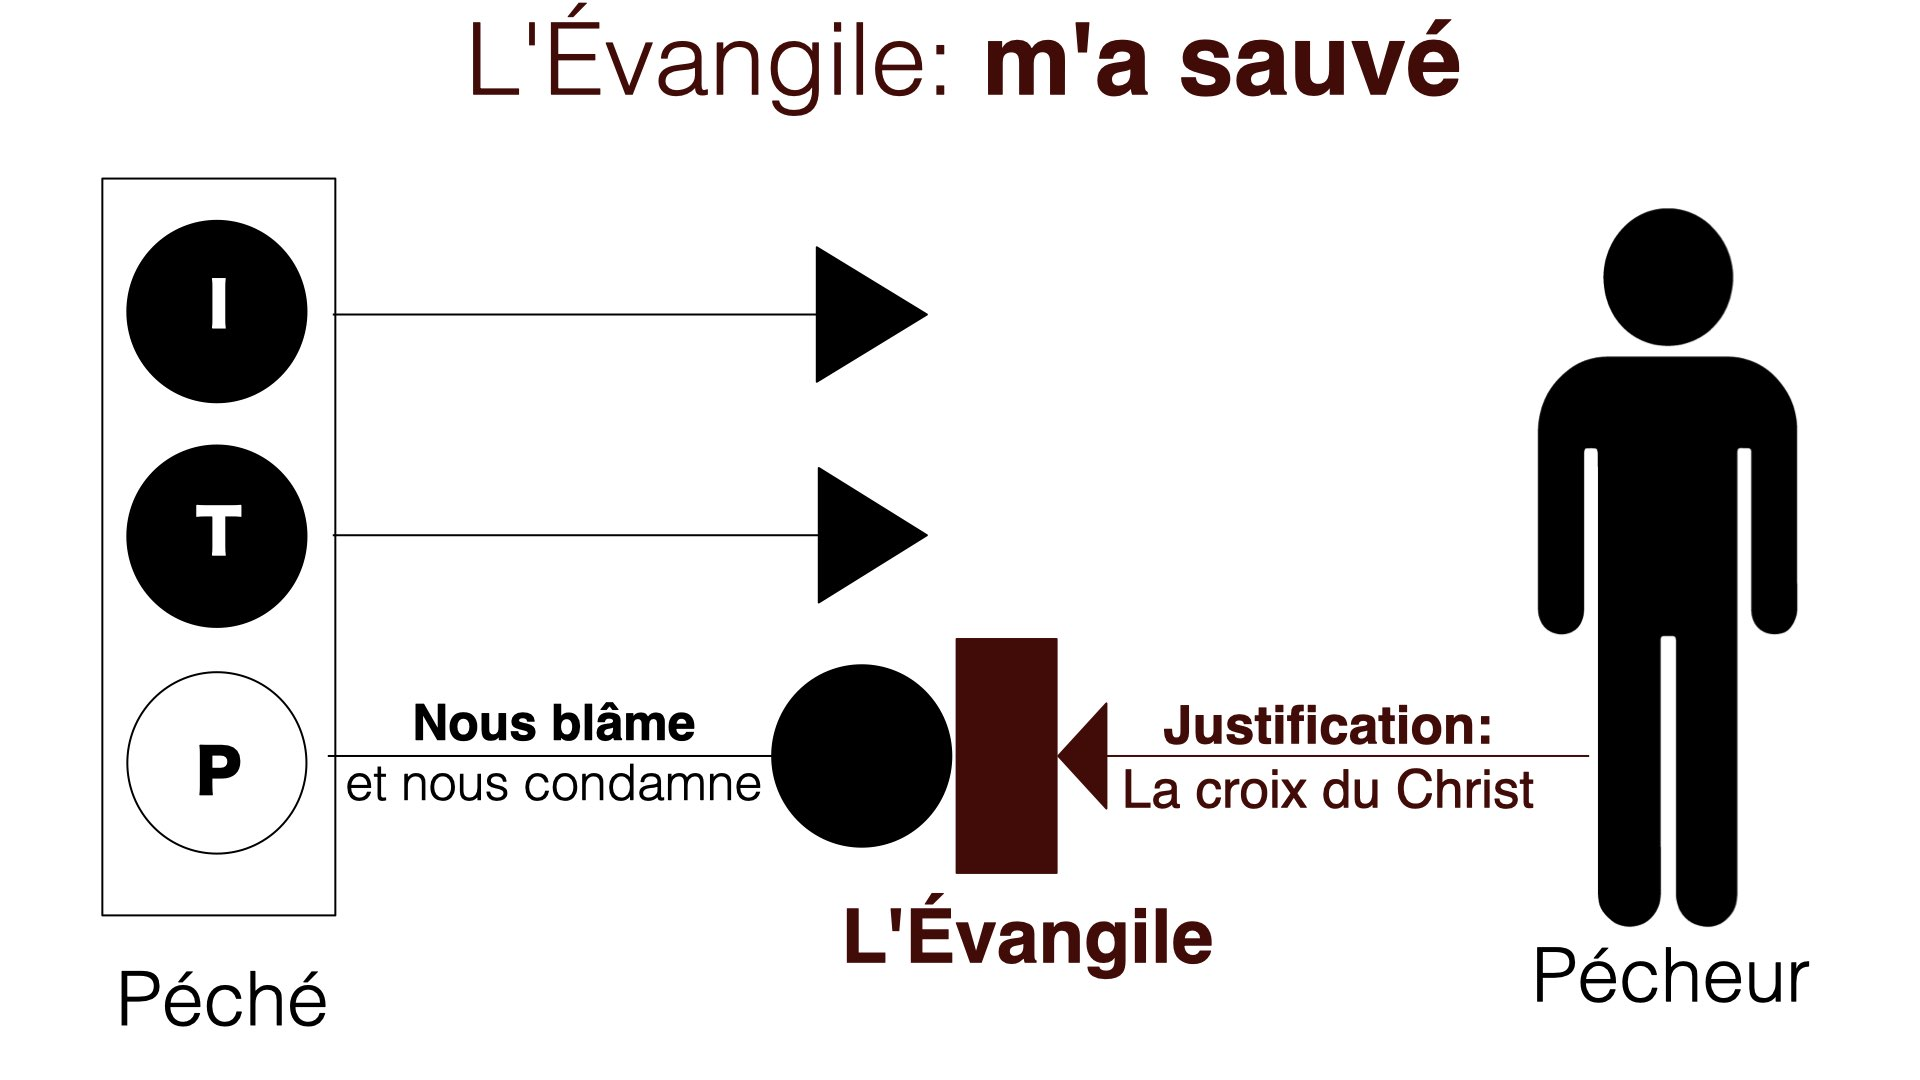 L'Évangile: m'a sauvé
I
T
P
Nous blâme
et nous condamne
Justification:
La croix du Christ
L'Évangile
Péché
Pécheur